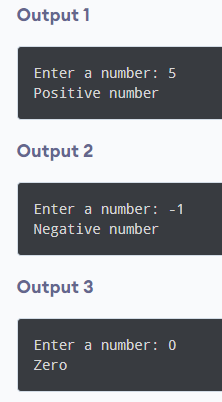 Output 1
Enter a number: 5
Positive number
Output 2
Enter a number: -1
Negative number
Output 3
Enter a number: 0
Zero